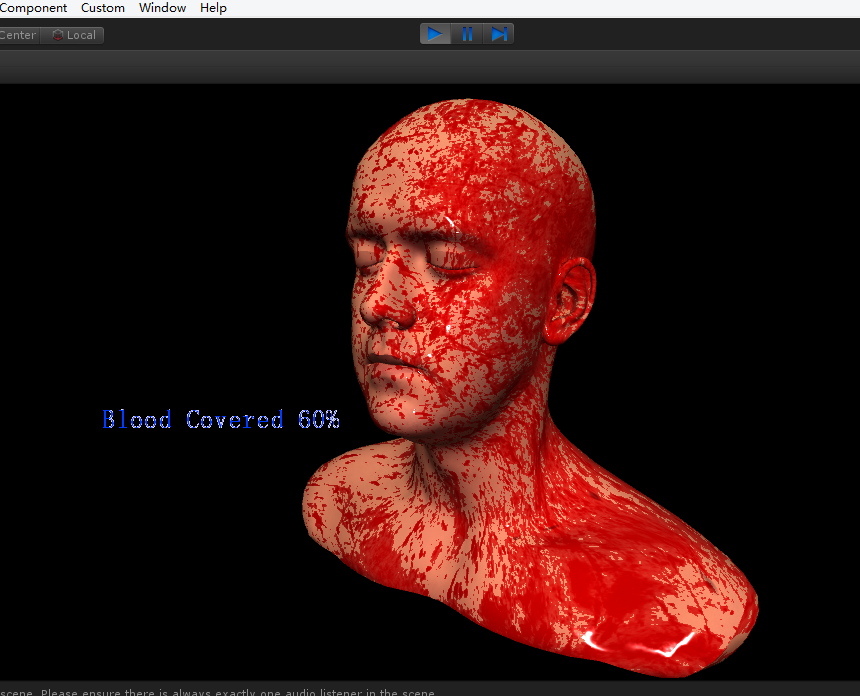 Component Custom Window Help
Center Local
Blood Covered 60%
scene. Please ensure there is always exactly one audio listener in the scene